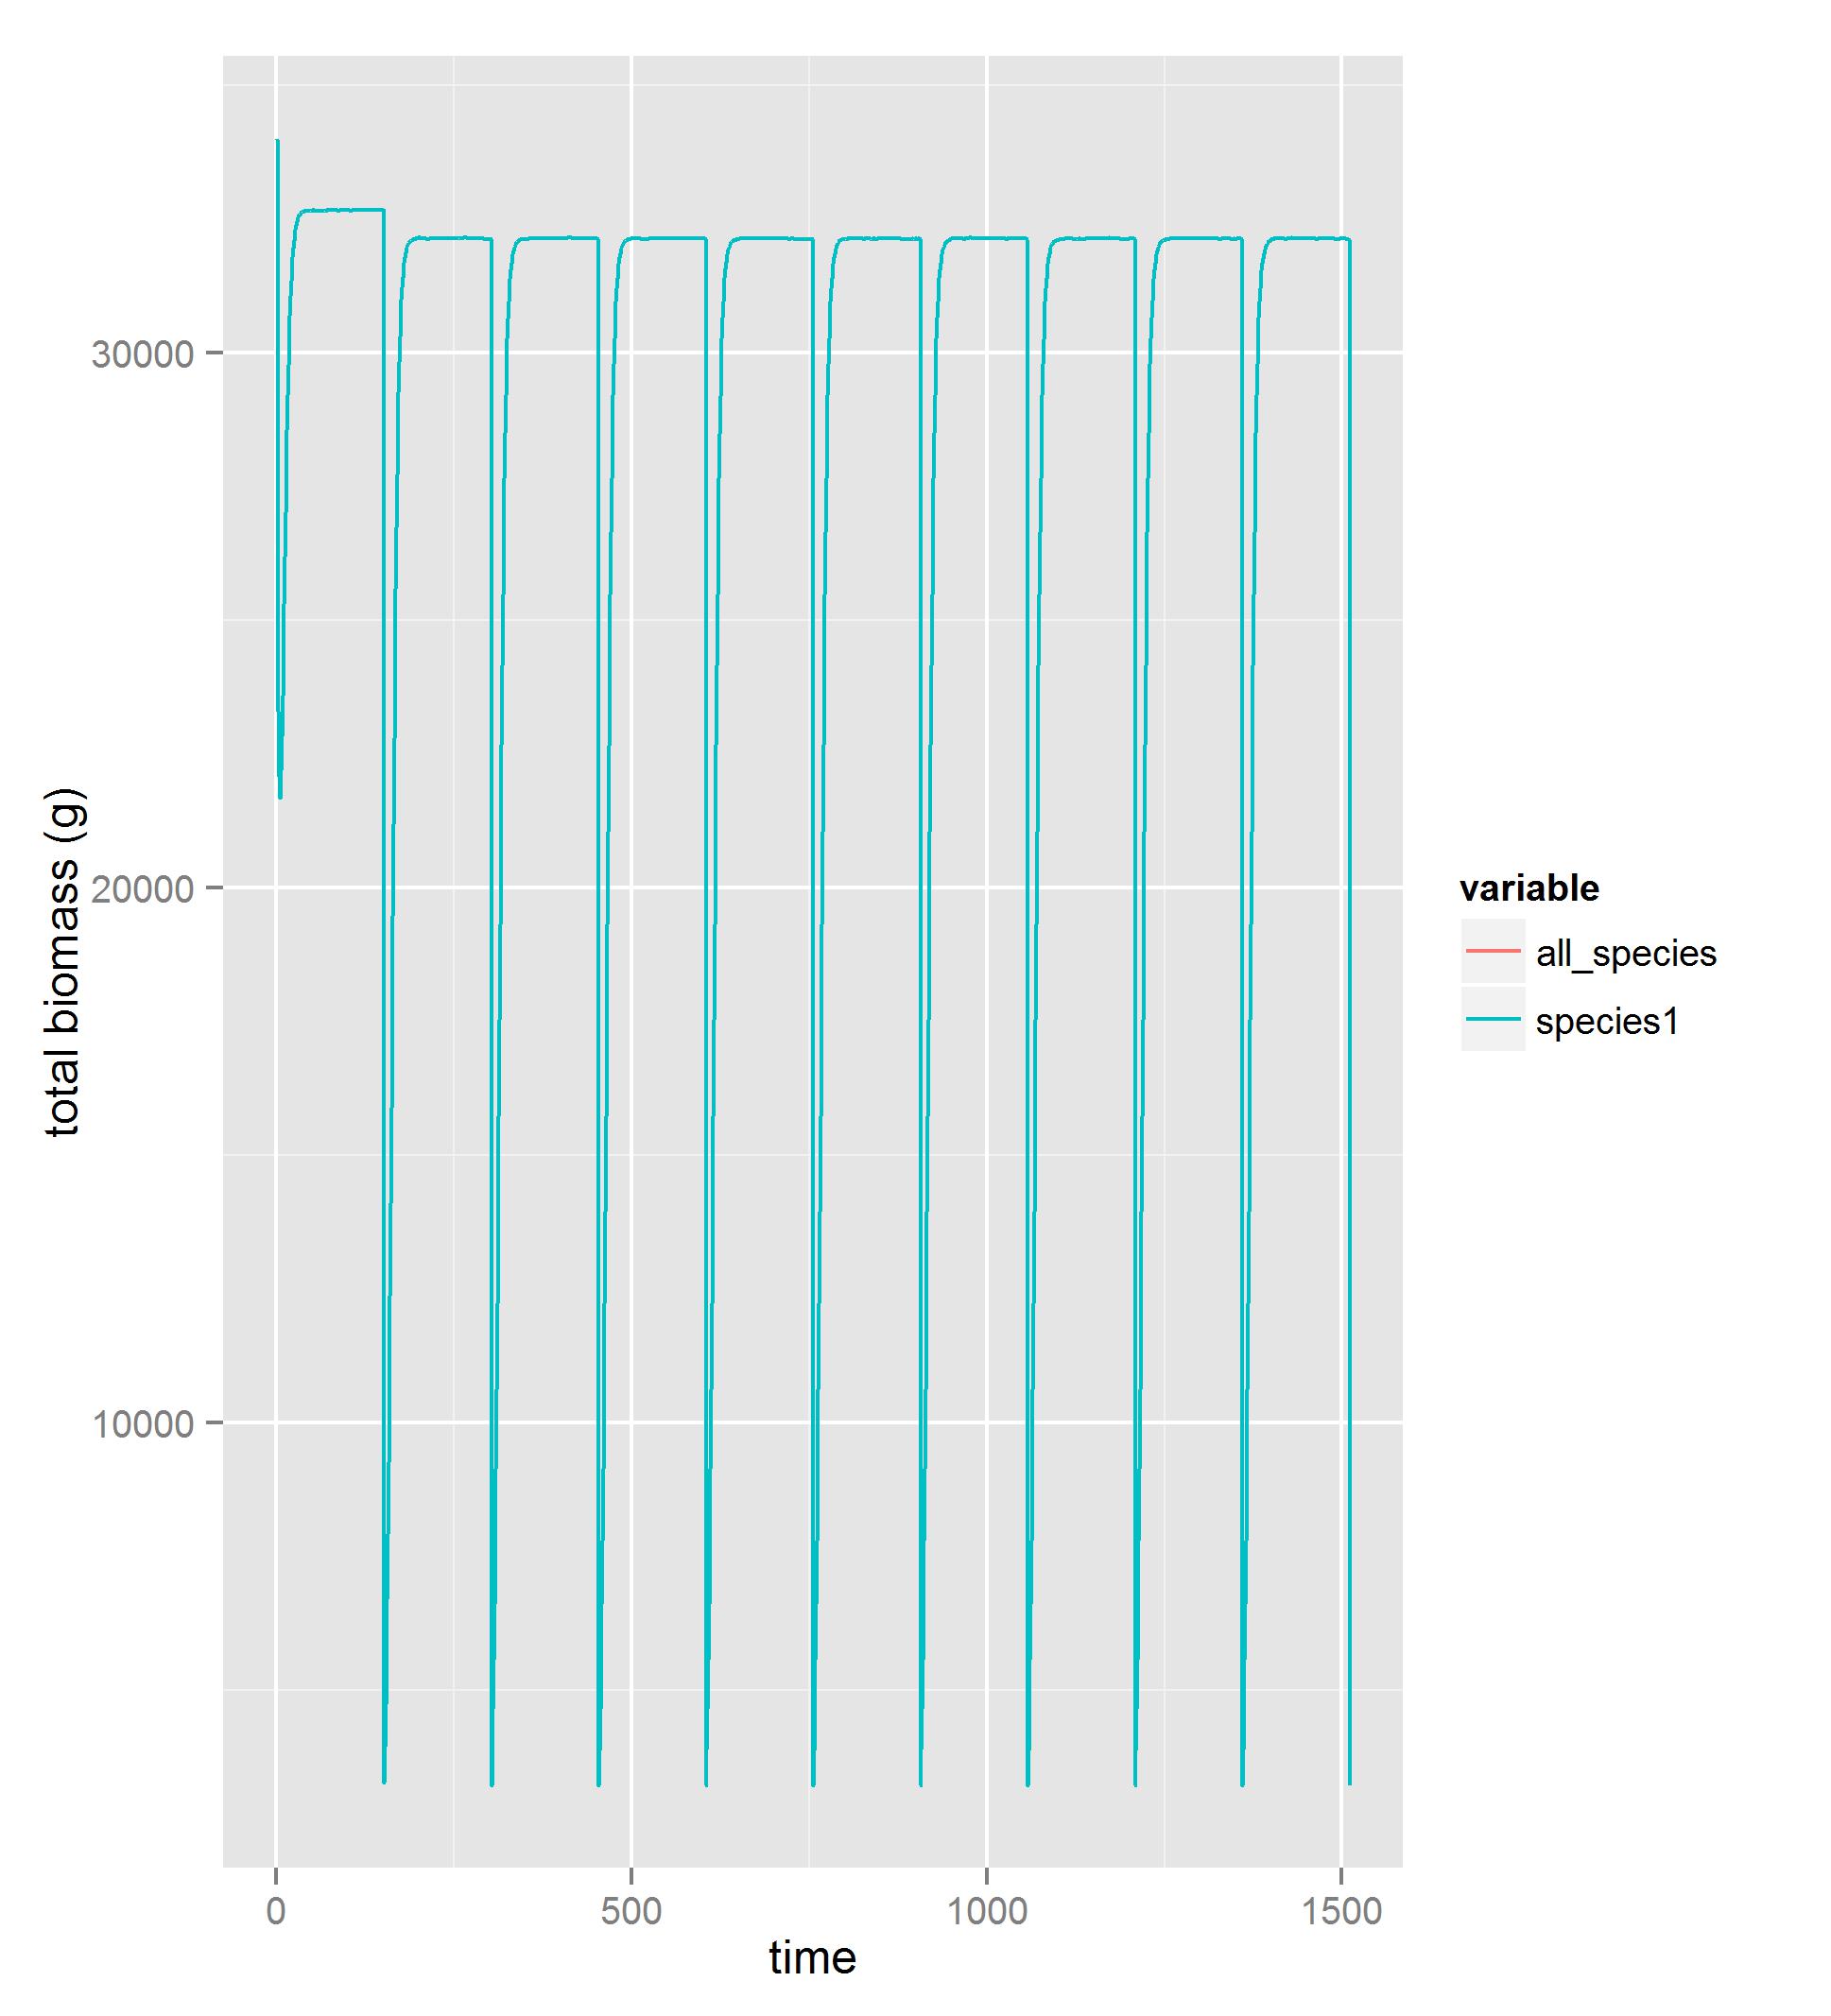 total biomass (g)
30000
20000
10000
0 500 1000 1500
time
variable
all_species
species1